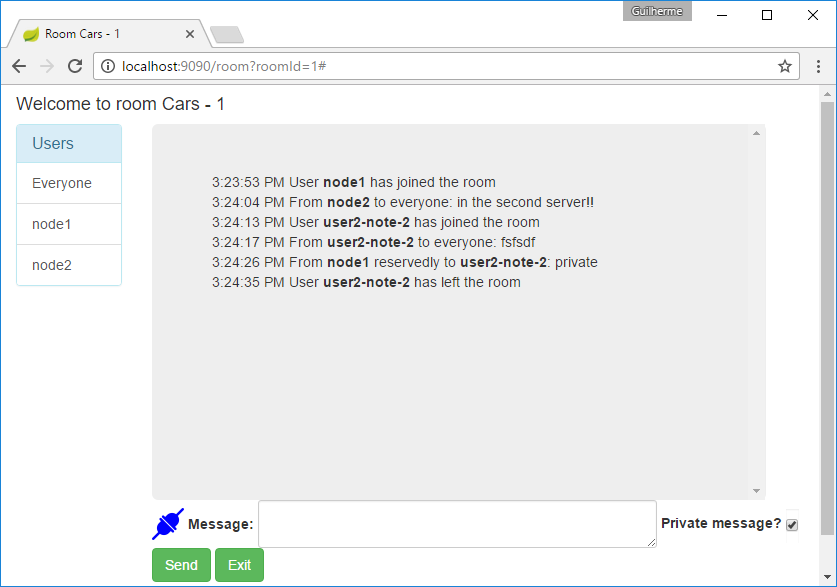 Guilherme
Room Cars - 1
localhost:9090/room?roomId=1#
Welcome to room Cars - 1
Users
Everyone
node1
node2
3:23:53 PM User node1 has joined the room
3:24:04 PM From node2 to everyone: in the second server!!
3:24:13 PM User user2-note-2 has joined the room
3:24:17 PM From user2-note-2 to everyone: fsfsdf
3:24:26 PM From node1 reservedly to user2-note-2: private
3:24:35 PM User user2-note-2 has left the room
Message:
Private message?
Send Exit